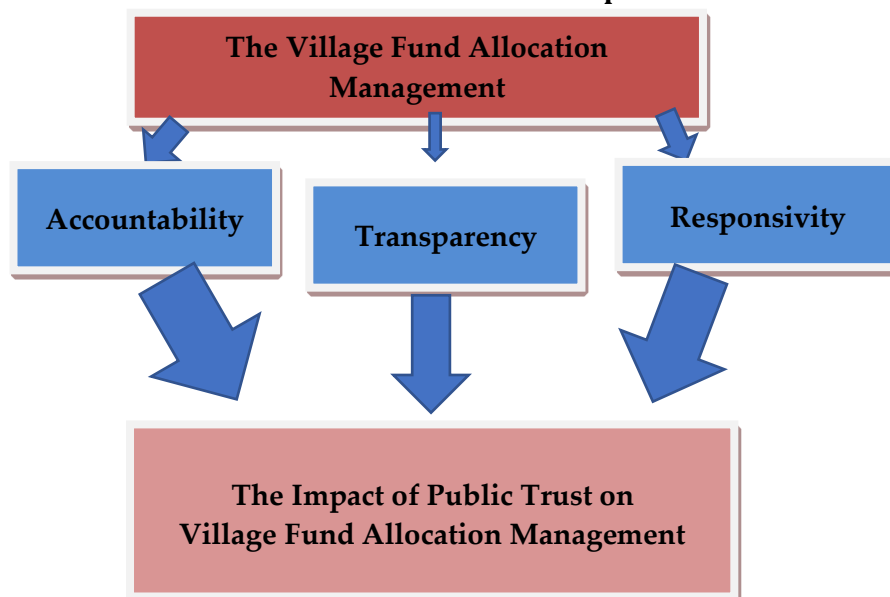 The Village Fund Allocation
Management
Accountability
Transparency
Responsivity
The Impact of Public Trust on
Village Fund Allocation Management